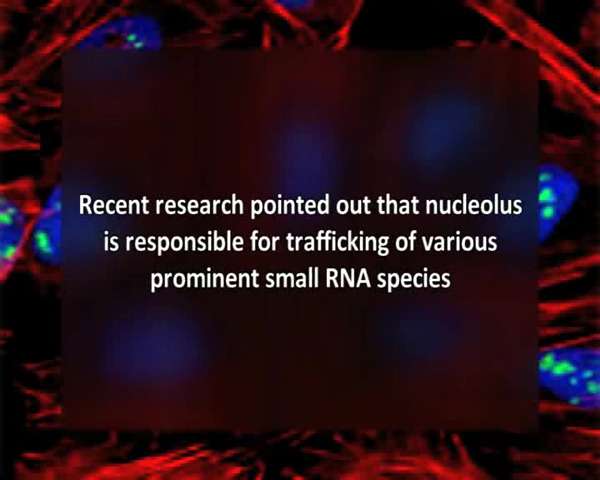 Recent research pointed out that nucleolus
is responsible for trafficking of various
prominent small RNA species